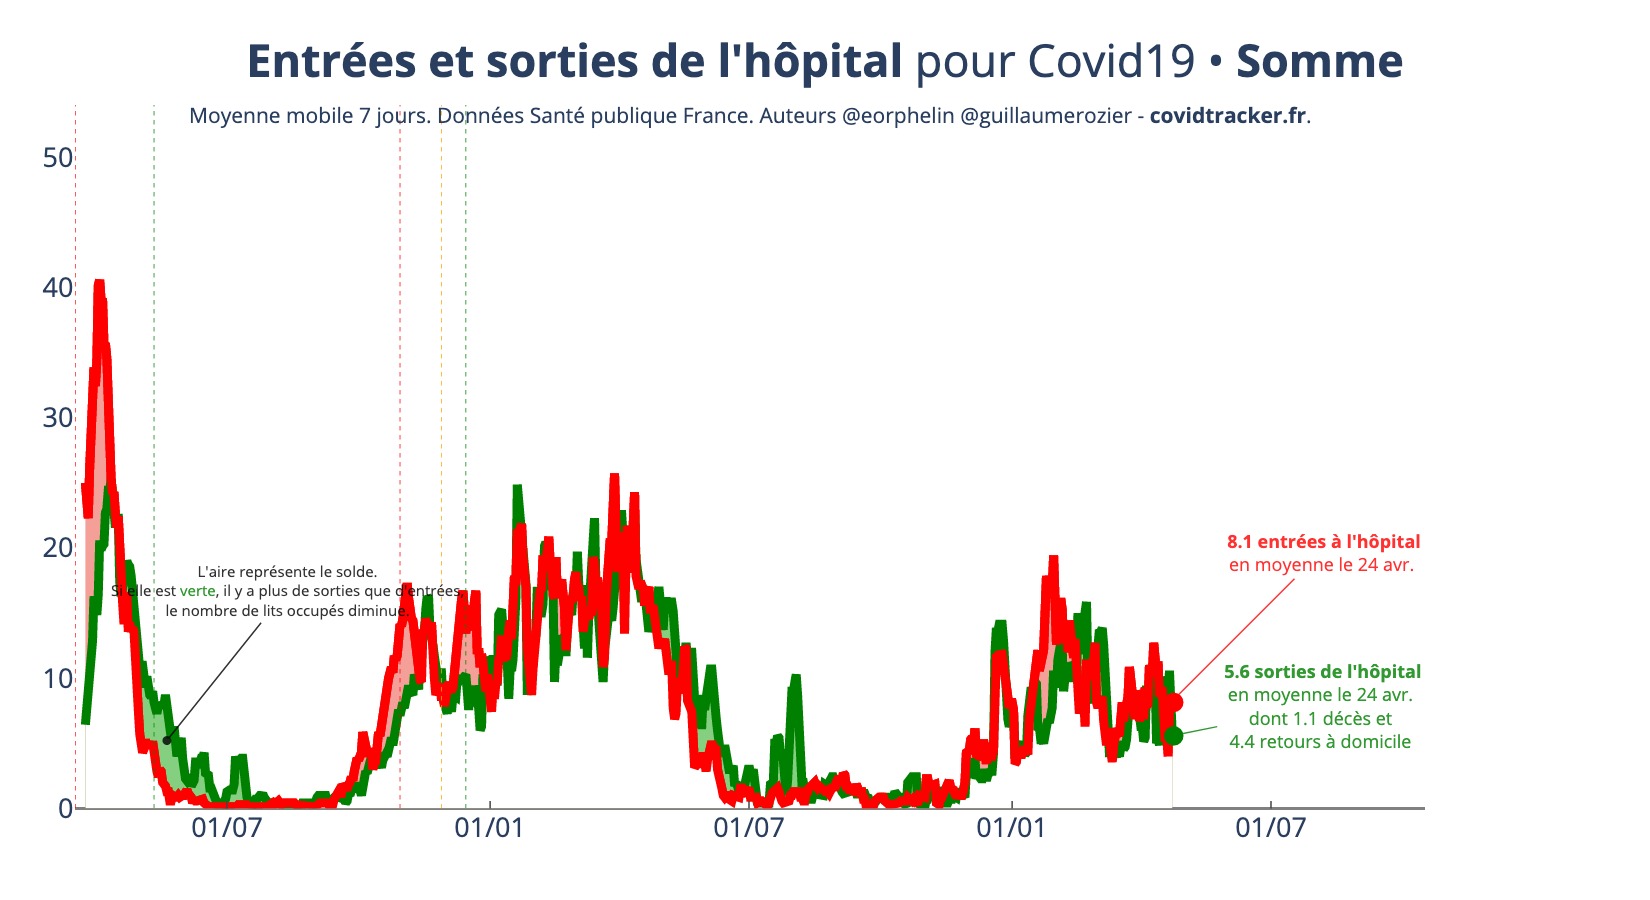 Entrées et sorties de l'hôpital pour Covid19 • Somme
Moyenne mobile 7 jours. Données Santé publique France. Auteurs @eorphelin @guillaumerozier - covidtracker.fr.
50
40
30
20
10
0
L'aire représente le solde.
Si elle est verte, il y a plus de sorties que d'entrées,
le nombre de lits occupés diminue.
8.1 entrées à l'hôpital
en moyenne le 24 avr.
5.6 sorties de l'hôpital
en moyenne le 24 avr.
dont 1.1 décès et
4.4 retours à domicile
01/07
01/01
01/07
01/01
01/07